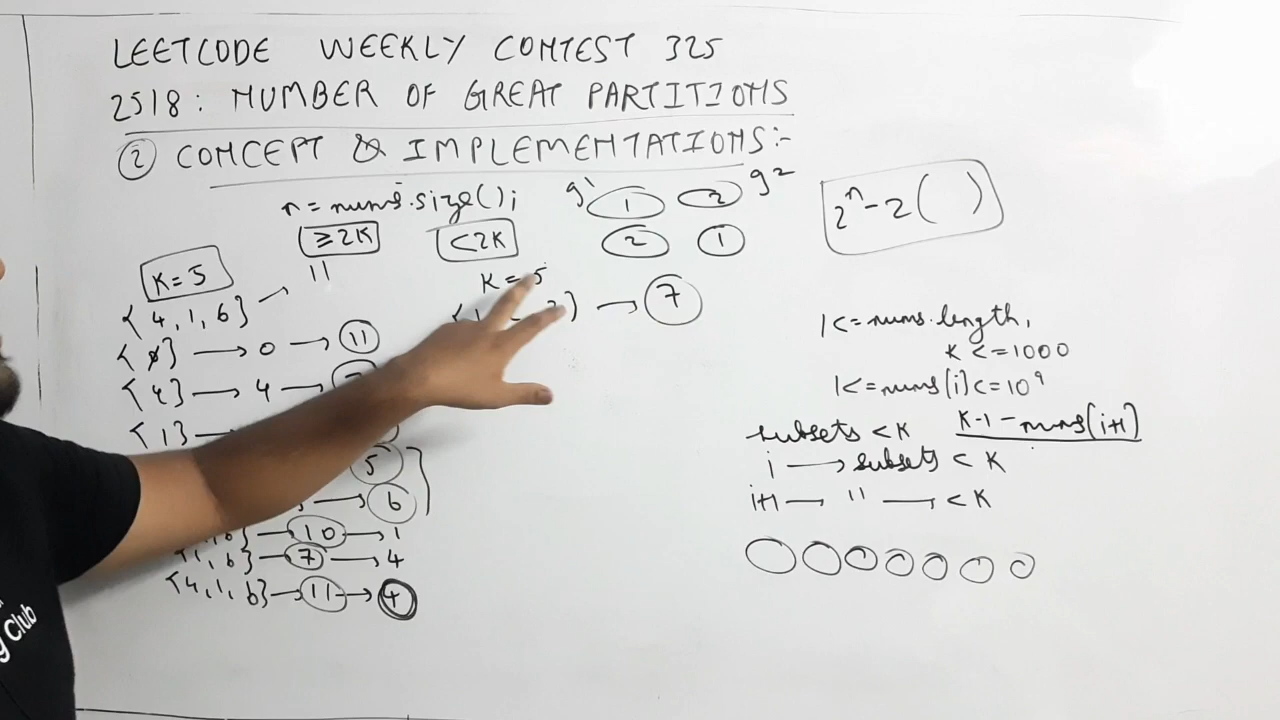 LEETCODE WEEKLY CONTEST 325
2518: NUMBER OF GREAT PARTITIONS
② CONCEPT & IMPLEMENTATIONS:-
n = nums.size();
g1 1 2 g2
2 1
2^n - 2( )
≥2K <2K
K=5 11
K=5
{4, 1, 6} →
→ 7
{ø} → 0 → 11
{4} → 4 →
{1}
5
→ 6
6} → 10 → 1
6} → 7 → 4
{4, 1, 6} → 11 →
1<=nums.length,
K <=1000
1<=nums[i]<=10^9
subsets <K K-1-nums[i+1]
i → subsets < K
i+1 → " → <K
Club